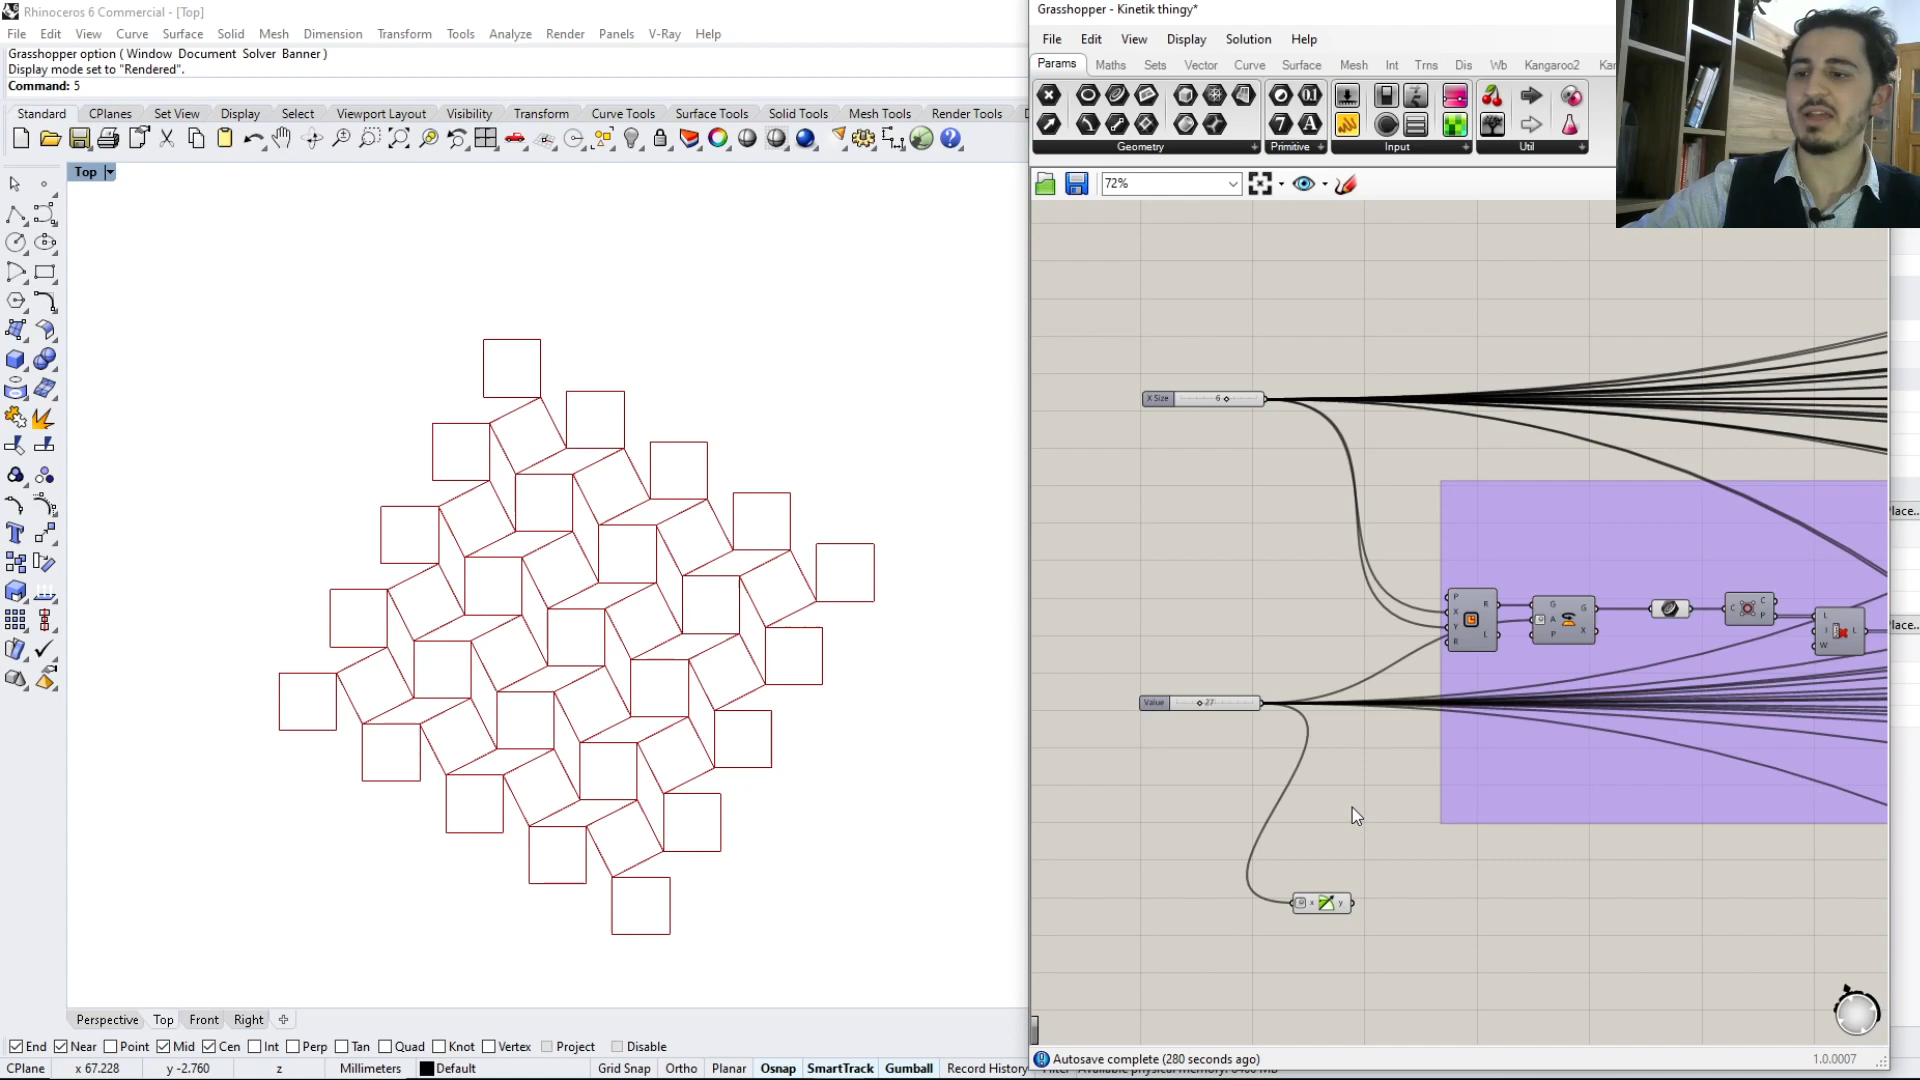 Rhinoceros 6 Commercial - [Top]
File Edit View Curve Surface Solid Mesh Dimension Transform Tools Analyze Render Panels V-Ray Help
Grasshopper option ( Window Document Solver Banner )
Display mode set to "Rendered".
Command: 5
Standard CPlanes Set View Display Select Viewport Layout Visibility Transform Curve Tools Surface Tools Solid Tools Mesh Tools Render Tools
Top
Perspective Top Front Right
End Near Point Mid Cen Int Perp Tan Quad Knot Vertex Project Disable
CPlane x 67.228 y -2.760 z Millimeters Default Grid Snap Ortho Planar Osnap SmartTrack Gumball Record History
Grasshopper - Kinetik thingy*
File Edit View Display Solution Help
Params Maths Sets Vector Curve Surface Mesh Int Trns Dis Wb Kangaroo2 Kar
Geometry Primitive Input Util
72%
X Size 6
P X Y R R L
G A P G X
C C P
L I W L
Value 27
x y
lace..
lace..
Autosave complete (280 seconds ago) 1.0.0007